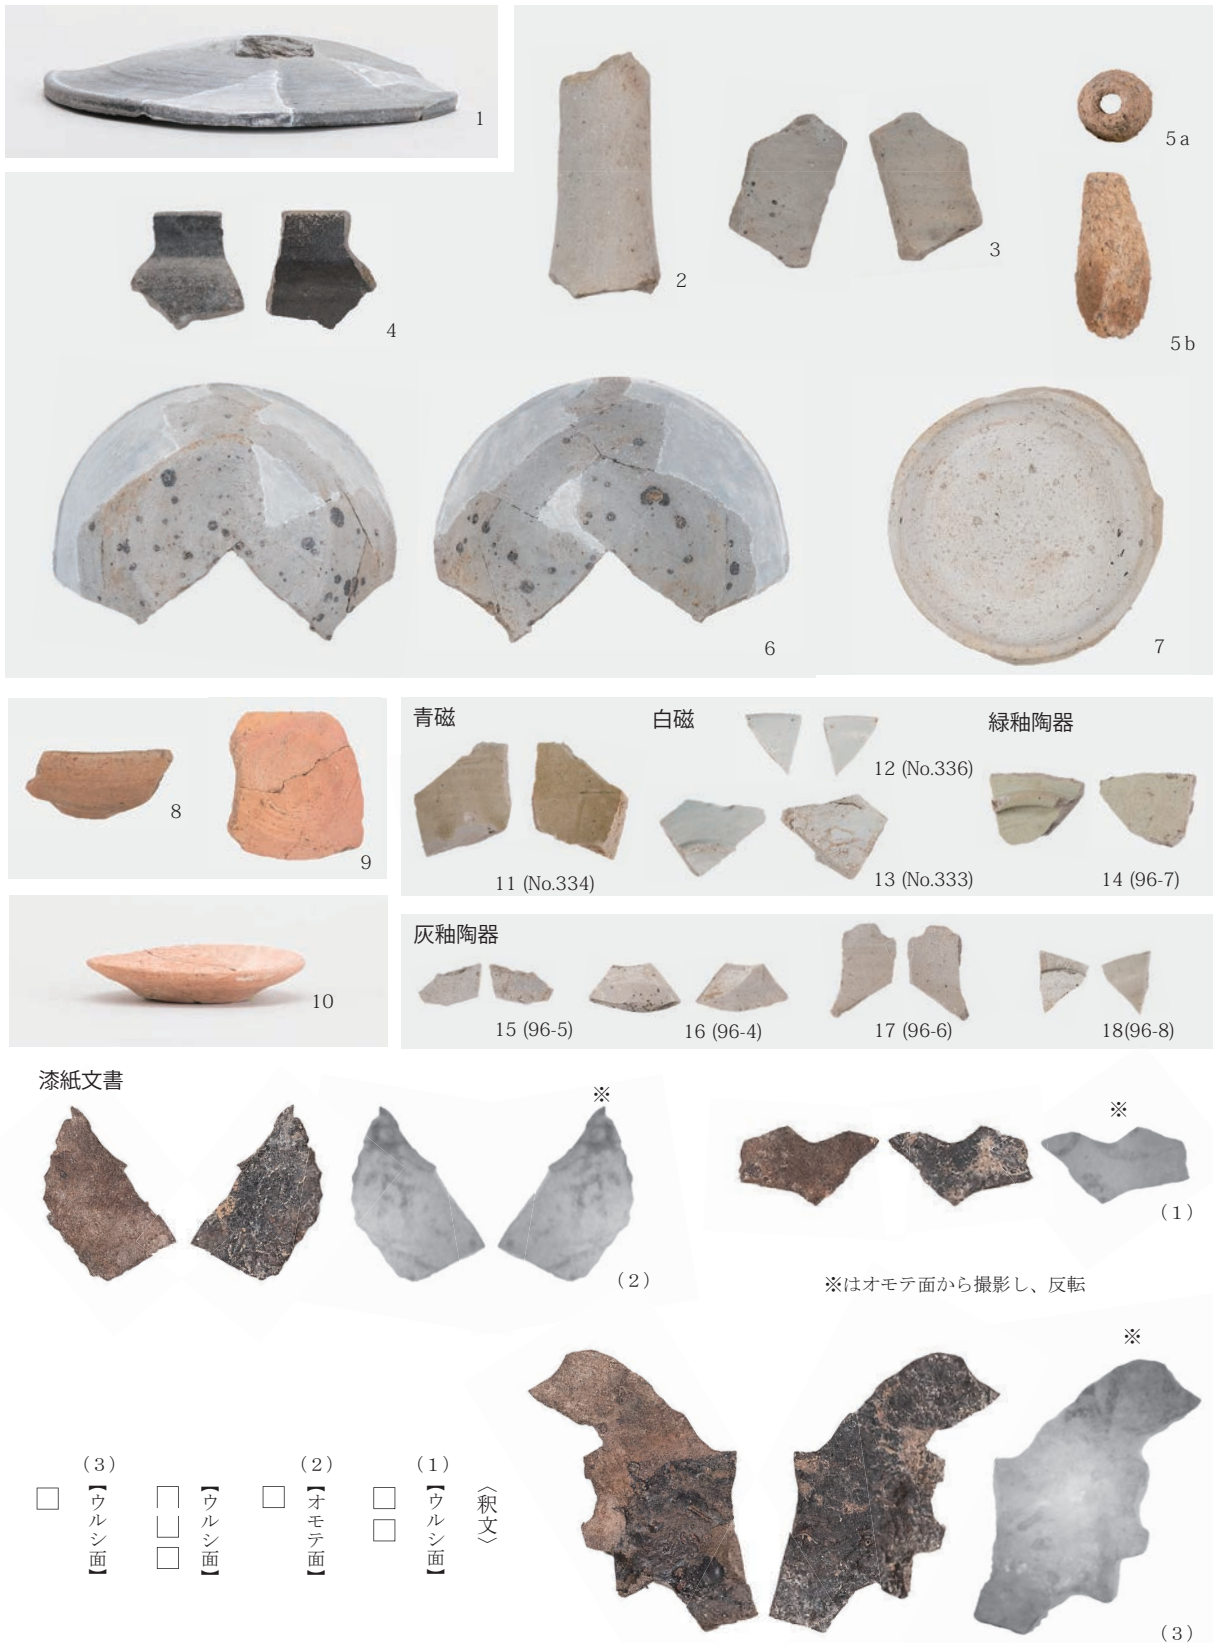 1
2
3
4
5a
5b
6
7
8
9
10
青磁
11 (No.334)
白磁
12 (No.336)
13 (No.333)
緑釉陶器
14 (96-7)
灰釉陶器
15 (96-5)
16 (96-4)
17 (96-6)
18(96-8)
漆紙文書
※
(2)
※
(1)
※はオモテ面から撮影し、反転
※
(3)
〈釈文〉
(1)
【ウルシ面】
□□
(2)
【オモテ面】
□
【ウルシ面】
□
(3)
【ウルシ面】
□